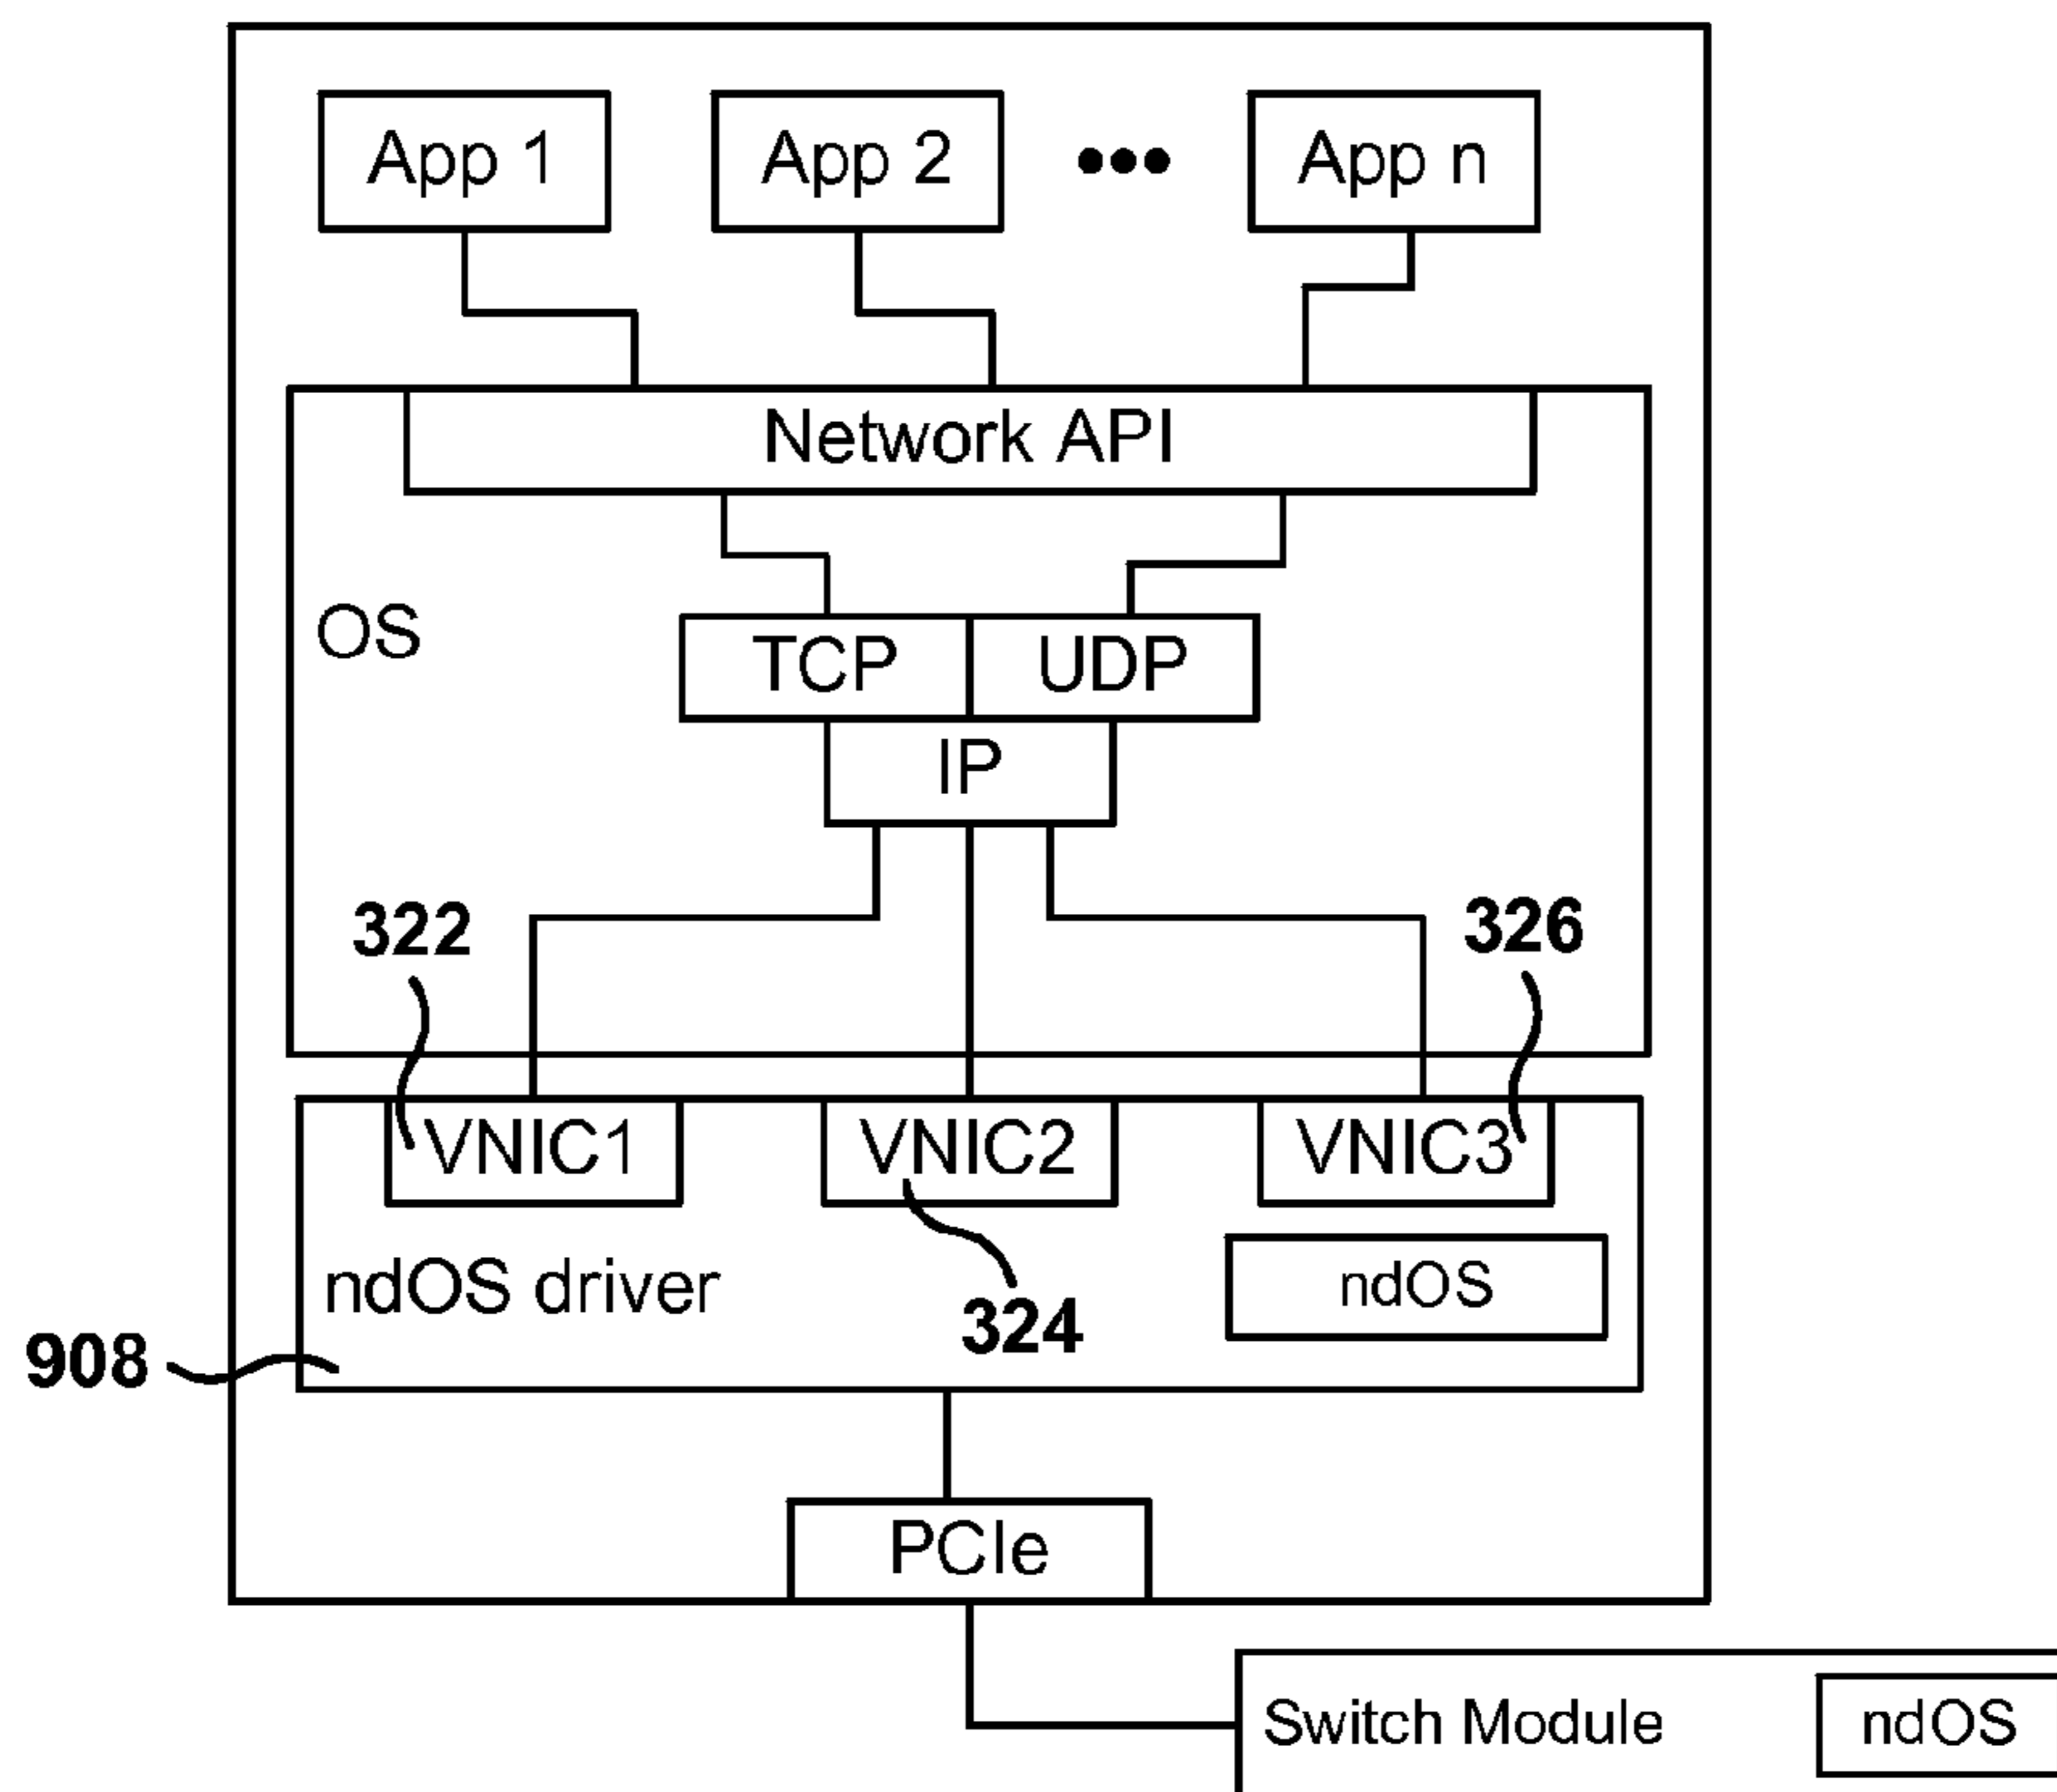 App 1
App 2
App n
Network API
OS
TCP
UDP
IP
322
326
VNIC1
VNIC2
VNIC3
ndOS driver
ndOS
324
908
PCIe
Switch Module
ndOS